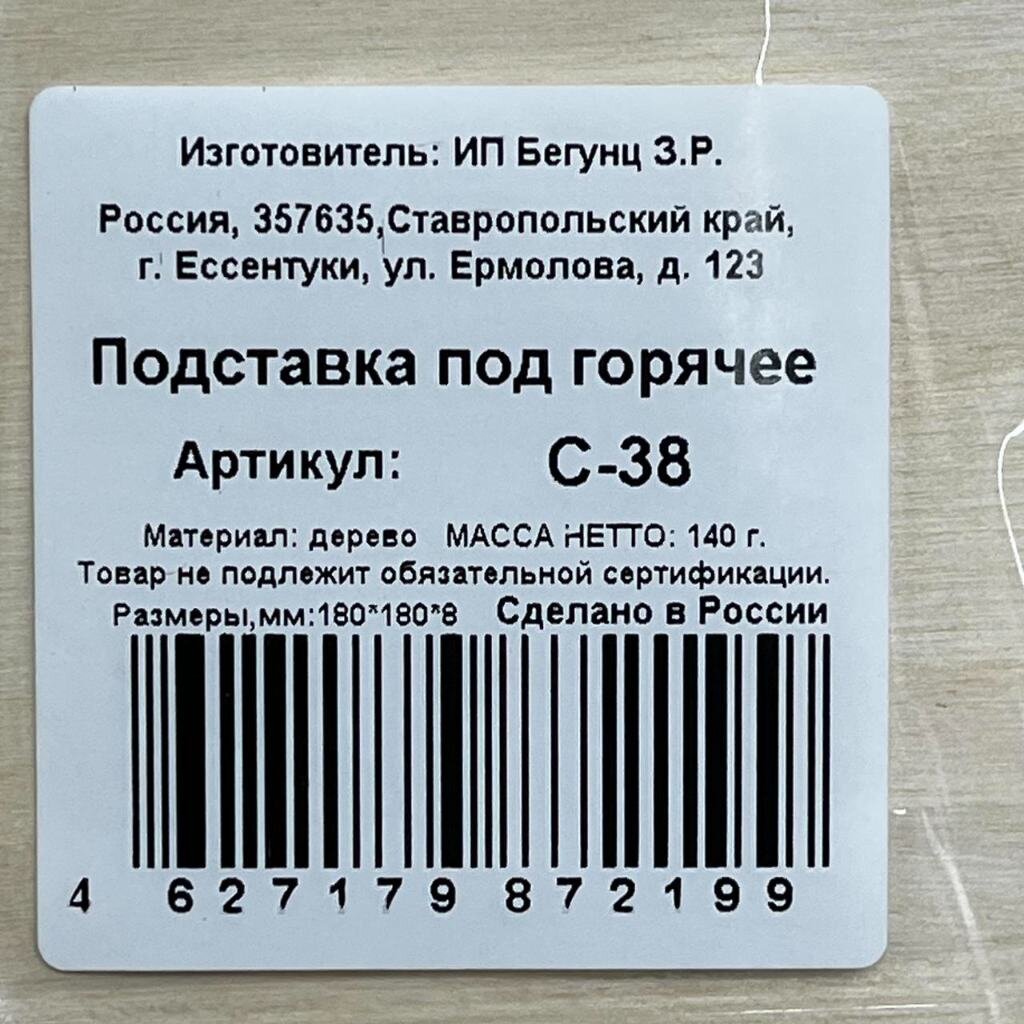 Изготовитель: ИП Бегунц З.Р.
Россия, 357635,Ставропольский край,
г. Ессентуки, ул. Ермолова, д. 123
Подставка под горячее
Артикул: С-38
Материал: дерево МАССА НЕТТО: 140 г.
Товар не подлежит обязательной сертификации.
Размеры,мм:180*180*8 Сделано в России
4 627179 872199